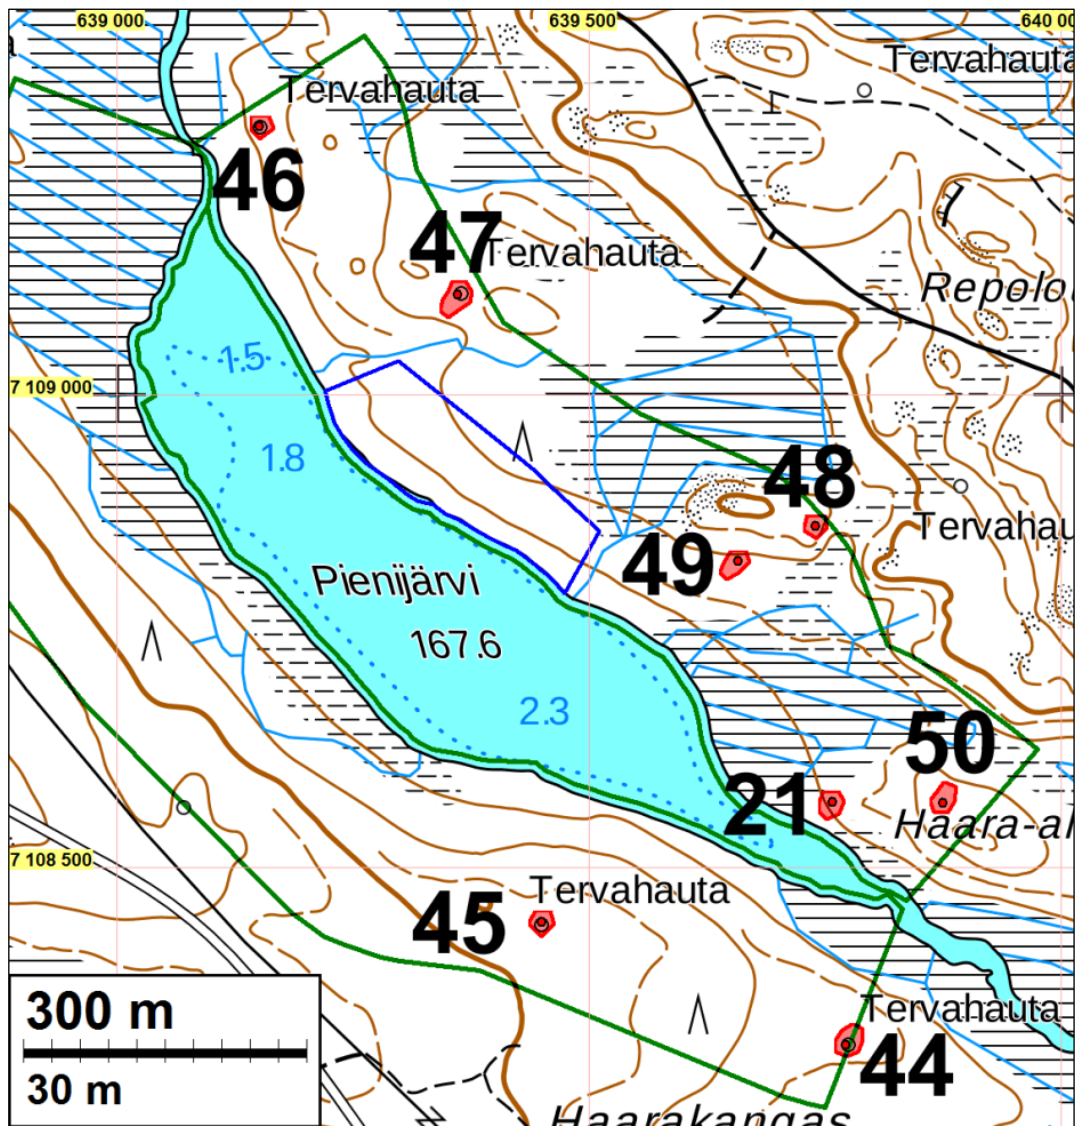 639 000
639 500
640 00
a
Tervahauta
Tervahauta
46
47
Tervahauta
Repolo
1.5
7 109 000
1.8
48
Tervahau
49
Pienijärvi
167.6
2.3
50
21
Haara-al
7 108 500
Tervahauta
45
300 m
30 m
Tervahauta
44
Haarakangas